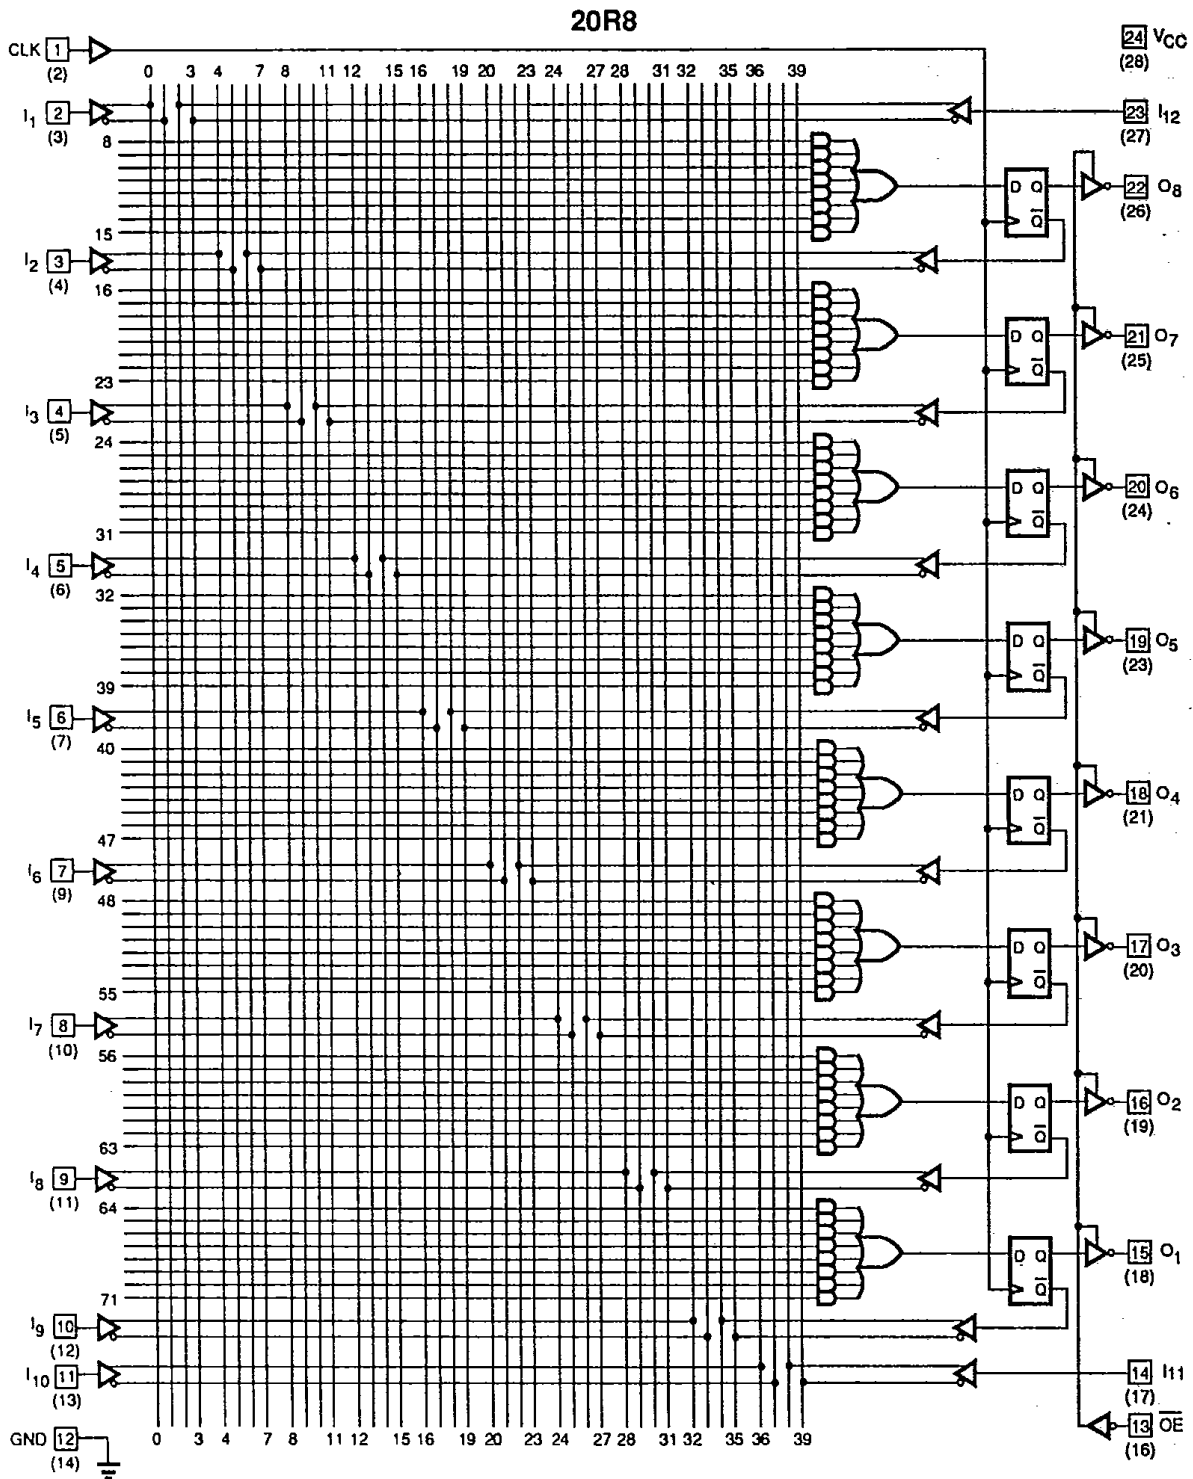 20R8
CLK 1 (2)
24 VCC (28)
0 3 4 7 8 11 12 15 16 19 20 23 24 27 28 31 32 35 36 39
I1 2 (3)
23 I12 (27)
8
D Q Q
22 O8 (26)
15
I2 3 (4)
16
D Q Q
21 O7 (25)
23
I3 4 (5)
24
D Q Q
20 O6 (24)
31
I4 5 (6)
32
D Q Q
19 O5 (23)
39
I5 6 (7)
40
D Q Q
18 O4 (21)
47
I6 7 (9)
48
D Q Q
17 O3 (20)
55
I7 8 (10)
56
D Q Q
16 O2 (19)
63
I8 9 (11)
64
D Q Q
15 O1 (18)
71
I9 10 (12)
I10 11 (13)
14 I11 (17)
13 OE (16)
GND 12 (14)
0 3 4 7 8 11 12 15 16 19 20 23 24 27 28 31 32 35 36 39